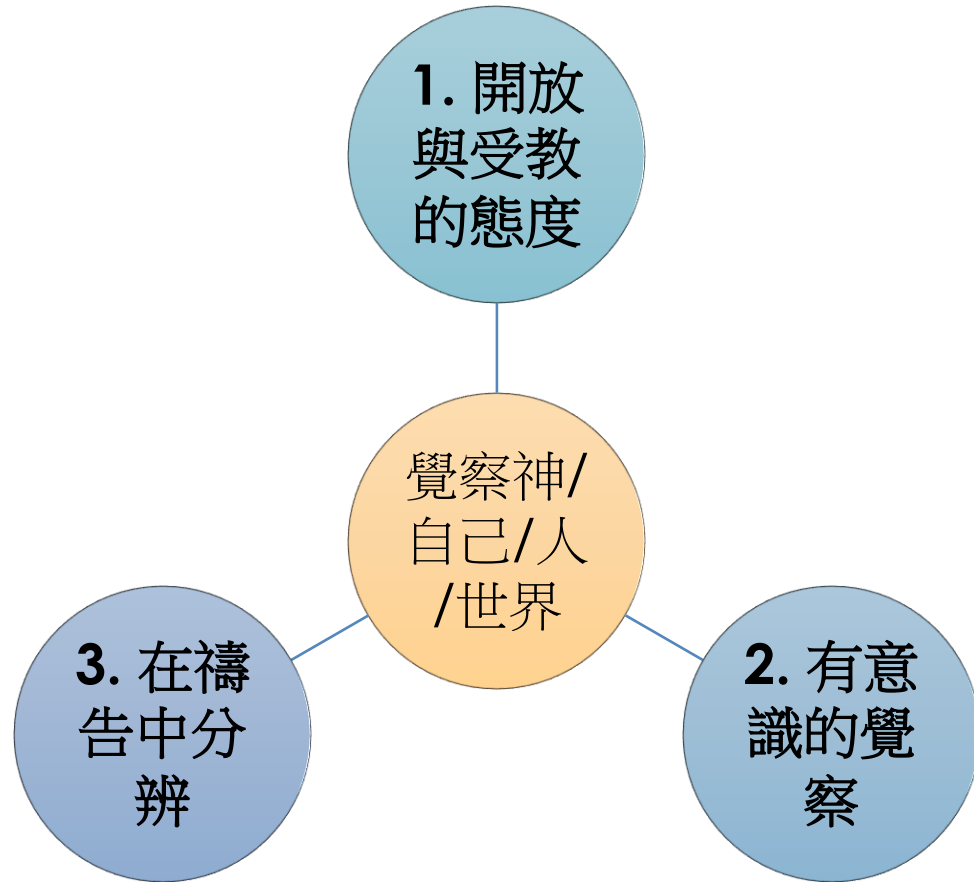 1. 開放
與受教
的態度
覺察神/
自己/人
/世界
3. 在禱
告中分
辨
2. 有意
識的覺
察